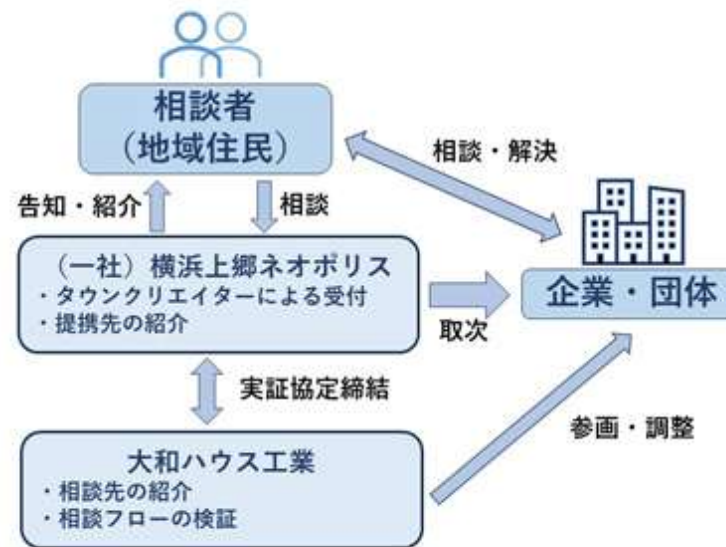 相談者
（地域住民）
相談・解決
告知・紹介
相談
（一社）横浜上郷ネオポリス
・タウンクリエイターによる受付
・提携先の紹介
企業・団体
取次
実証協定締結
参画・調整
大和ハウス工業
・相談先の紹介
・相談フローの検証